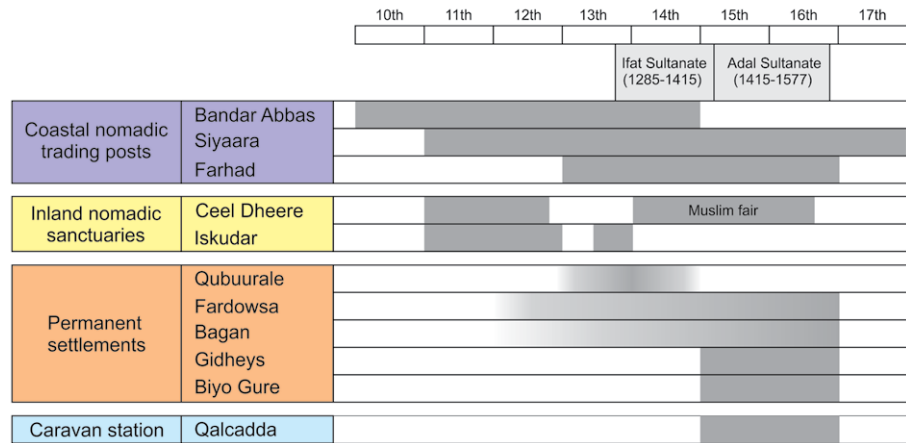 10th 11th 12th 13th 14th 15th 16th 17th
Ifat Sultanate Adal Sultanate
(1285-1415) (1415-1577)
Coastal nomadic
trading posts
Bandar Abbas
Siyaara
Farhad
Inland nomadic
sanctuaries
Ceel Dheere
Muslim fair
Iskudar
Permanent
settlements
Qubuurale
Fardowsa
Bagan
Gidheys
Biyo Gure
Caravan station
Qalcadda